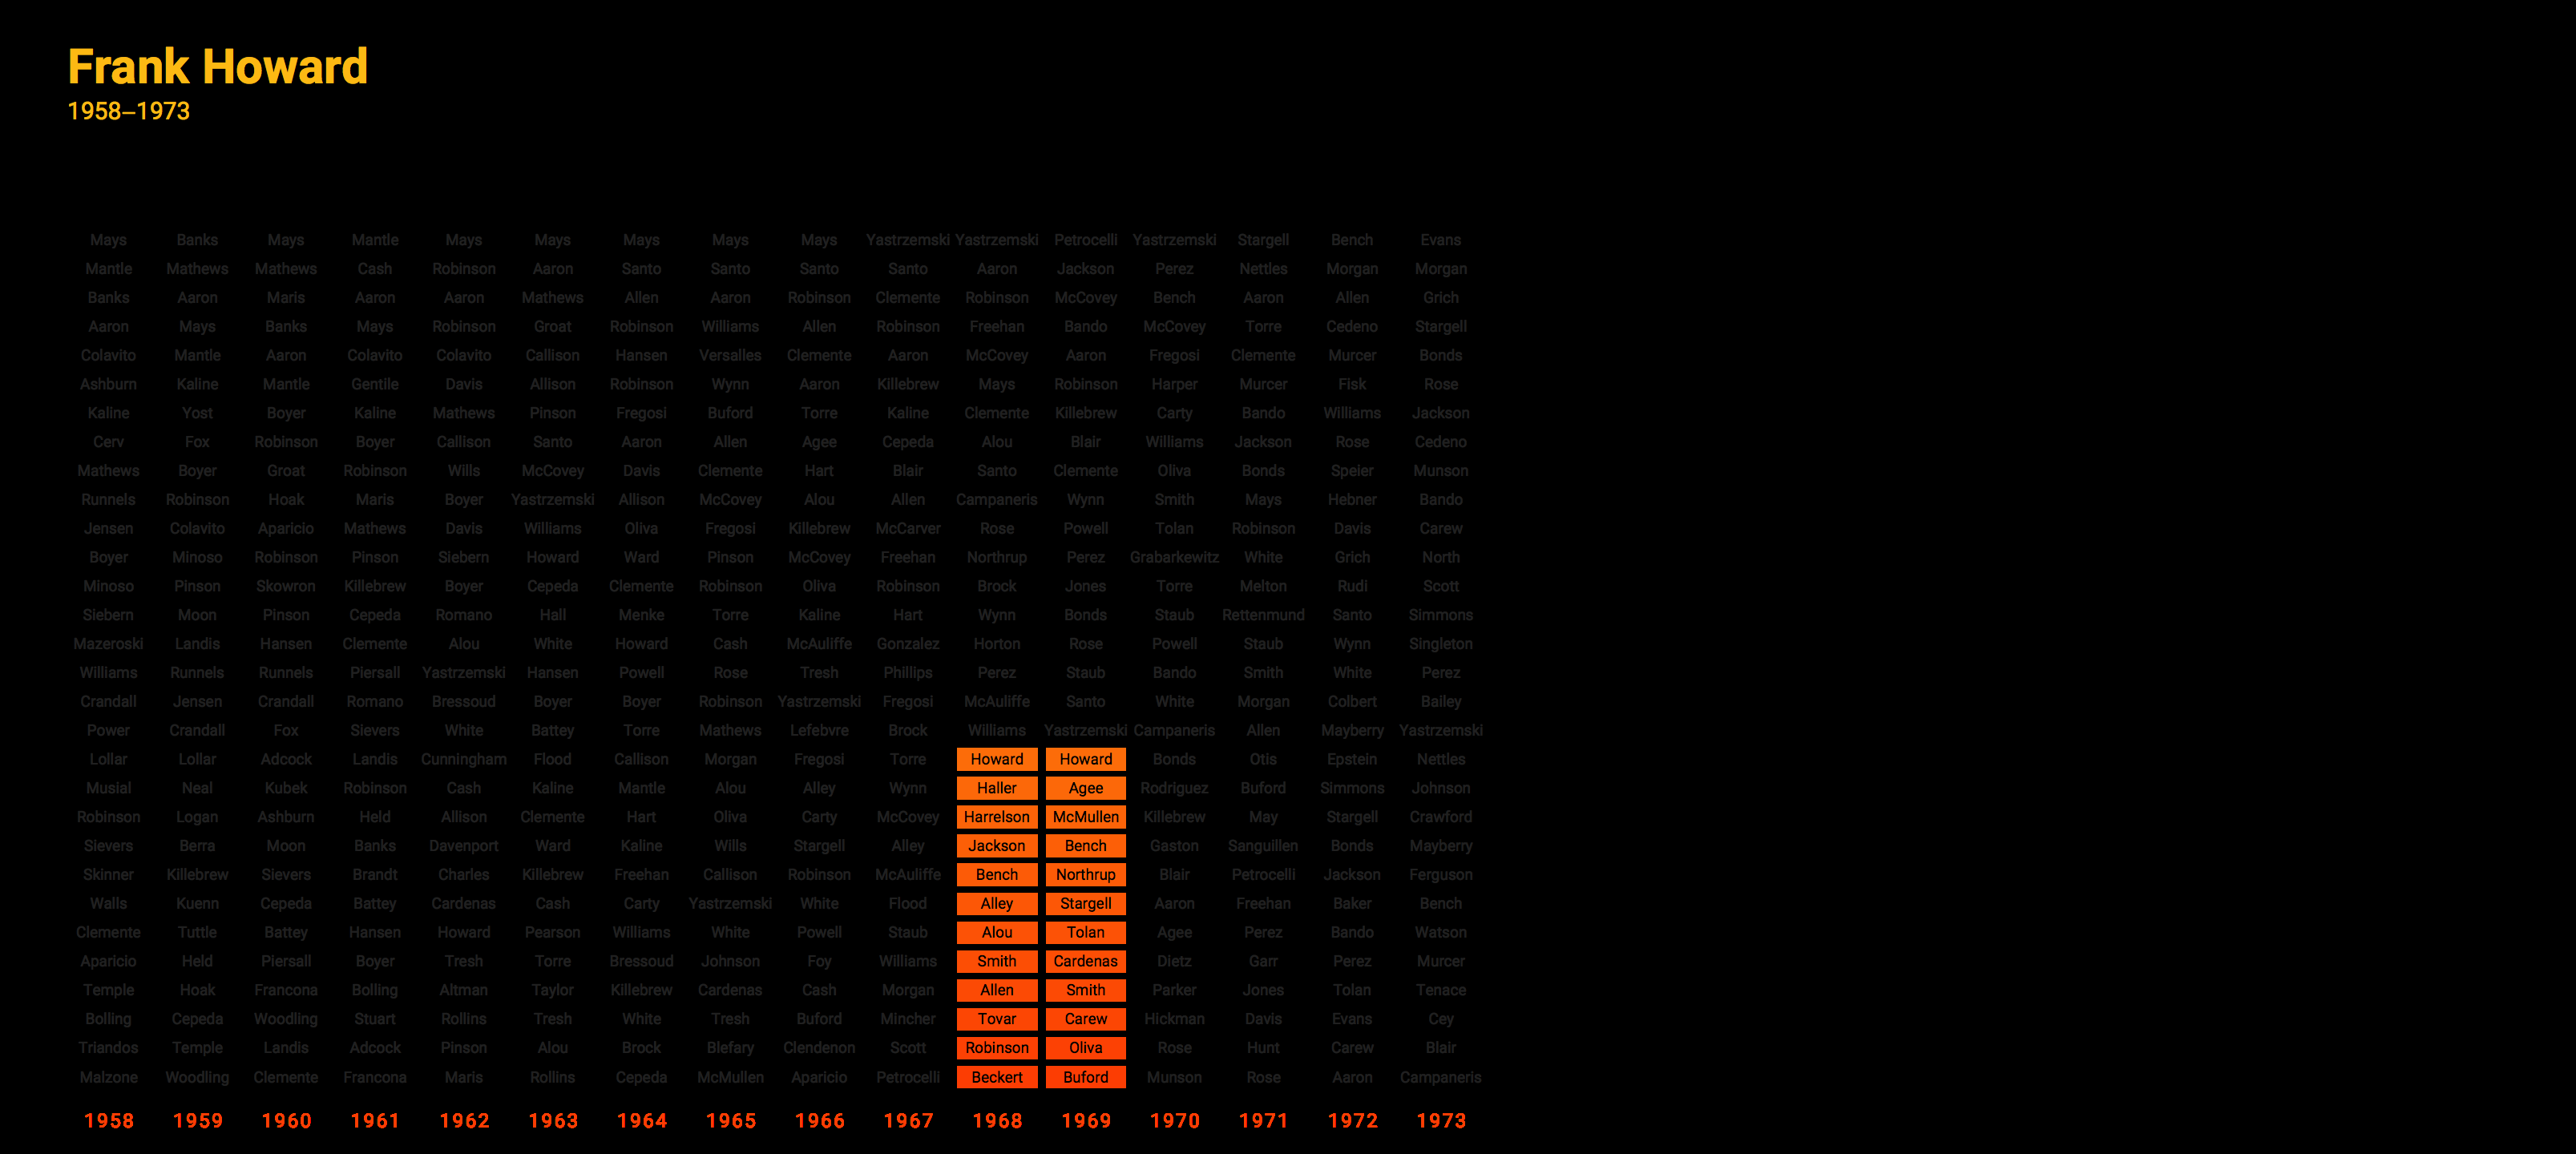 Frank Howard
1958–1973
Mays Banks Mays Mantle Mays Mays Mays Mays Mays Yastrzemski Yastrzemski Petrocelli Yastrzemski Stargell Bench Evans
Mantle Mathews Mathews Cash Robinson Aaron Santo Santo Santo Santo Aaron Jackson Perez Nettles Morgan Morgan
Banks Aaron Maris Aaron Aaron Mathews Allen Aaron Robinson Clemente Robinson McCovey Bench Aaron Allen Grich
Aaron Mays Banks Mays Robinson Groat Robinson Williams Allen Robinson Freehan Bando McCovey Torre Cedeno Stargell
Colavito Mantle Aaron Colavito Colavito Callison Hansen Versalles Clemente Aaron McCovey Aaron Fregosi Clemente Murcer Bonds
Ashburn Kaline Mantle Gentile Davis Allison Robinson Wynn Aaron Killebrew Mays Robinson Harper Murcer Fisk Rose
Kaline Yost Boyer Kaline Mathews Pinson Fregosi Buford Torre Kaline Clemente Killebrew Carty Bando Williams Jackson
Cerv Fox Robinson Boyer Callison Santo Aaron Allen Agee Cepeda Alou Blair Williams Jackson Rose Cedeno
Mathews Boyer Groat Robinson Wills McCovey Davis Clemente Hart Blair Santo Clemente Oliva Bonds Speier Munson
Runnels Robinson Hoak Maris Boyer Yastrzemski Allison McCovey Alou Allen Campaneris Wynn Smith Mays Hebner Bando
Jensen Colavito Aparicio Mathews Davis Williams Oliva Fregosi Killebrew McCarver Rose Powell Tolan Robinson Davis Carew
Boyer Minoso Robinson Pinson Siebern Howard Ward Pinson McCovey Freehan Northrup Perez Grabarkewitz White Grich North
Minoso Pinson Skowron Killebrew Boyer Cepeda Clemente Robinson Oliva Robinson Brock Jones Torre Melton Rudi Scott
Siebern Moon Pinson Cepeda Romano Hall Menke Torre Kaline Hart Wynn Bonds Staub Rettenmund Santo Simmons
Mazeroski Landis Hansen Clemente Alou White Howard Cash McAuliffe Gonzalez Horton Rose Powell Staub Wynn Singleton
Williams Runnels Runnels Piersall Yastrzemski Hansen Powell Rose Tresh Phillips Perez Staub Bando Smith White Perez
Crandall Jensen Crandall Romano Bressoud Boyer Boyer Robinson Yastrzemski Fregosi McAuliffe Santo White Morgan Colbert Bailey
Power Crandall Fox Sievers White Battey Torre Mathews Lefebvre Brock Williams Yastrzemski Campaneris Allen Mayberry Yastrzemski
Lollar Lollar Adcock Landis Cunningham Flood Callison Morgan Fregosi Torre Howard Howard Bonds Otis Epstein Nettles
Musial Neal Kubek Robinson Cash Kaline Mantle Alou Alley Wynn Haller Agee Rodriguez Buford Simmons Johnson
Robinson Logan Ashburn Held Allison Clemente Hart Oliva Carty McCovey Harrelson McMullen Killebrew May Stargell Crawford
Sievers Berra Moon Banks Davenport Ward Kaline Wills Stargell Alley Jackson Bench Gaston Sanguillen Bonds Mayberry
Skinner Killebrew Sievers Brandt Charles Killebrew Freehan Callison Robinson McAuliffe Bench Northrup Blair Petrocelli Jackson Ferguson
Walls Kuenn Cepeda Battey Cardenas Cash Carty Yastrzemski White Flood Alley Stargell Aaron Freehan Baker Bench
Clemente Tuttle Battey Hansen Howard Pearson Williams White Powell Staub Alou Tolan Agee Perez Bando Watson
Aparicio Held Piersall Boyer Tresh Torre Bressoud Johnson Foy Williams Smith Cardenas Dietz Garr Perez Murcer
Temple Hoak Francona Bolling Altman Taylor Killebrew Cardenas Cash Morgan Allen Smith Parker Jones Tolan Tenace
Bolling Cepeda Woodling Stuart Rollins Tresh White Tresh Buford Mincher Tovar Carew Hickman Davis Evans Cey
Triandos Temple Landis Adcock Pinson Alou Brock Blefary Clendenon Scott Robinson Oliva Rose Hunt Carew Blair
Malzone Woodling Clemente Francona Maris Rollins Cepeda McMullen Aparicio Petrocelli Beckert Buford Munson Rose Aaron Campaneris
1958 1959 1960 1961 1962 1963 1964 1965 1966 1967 1968 1969 1970 1971 1972 1973